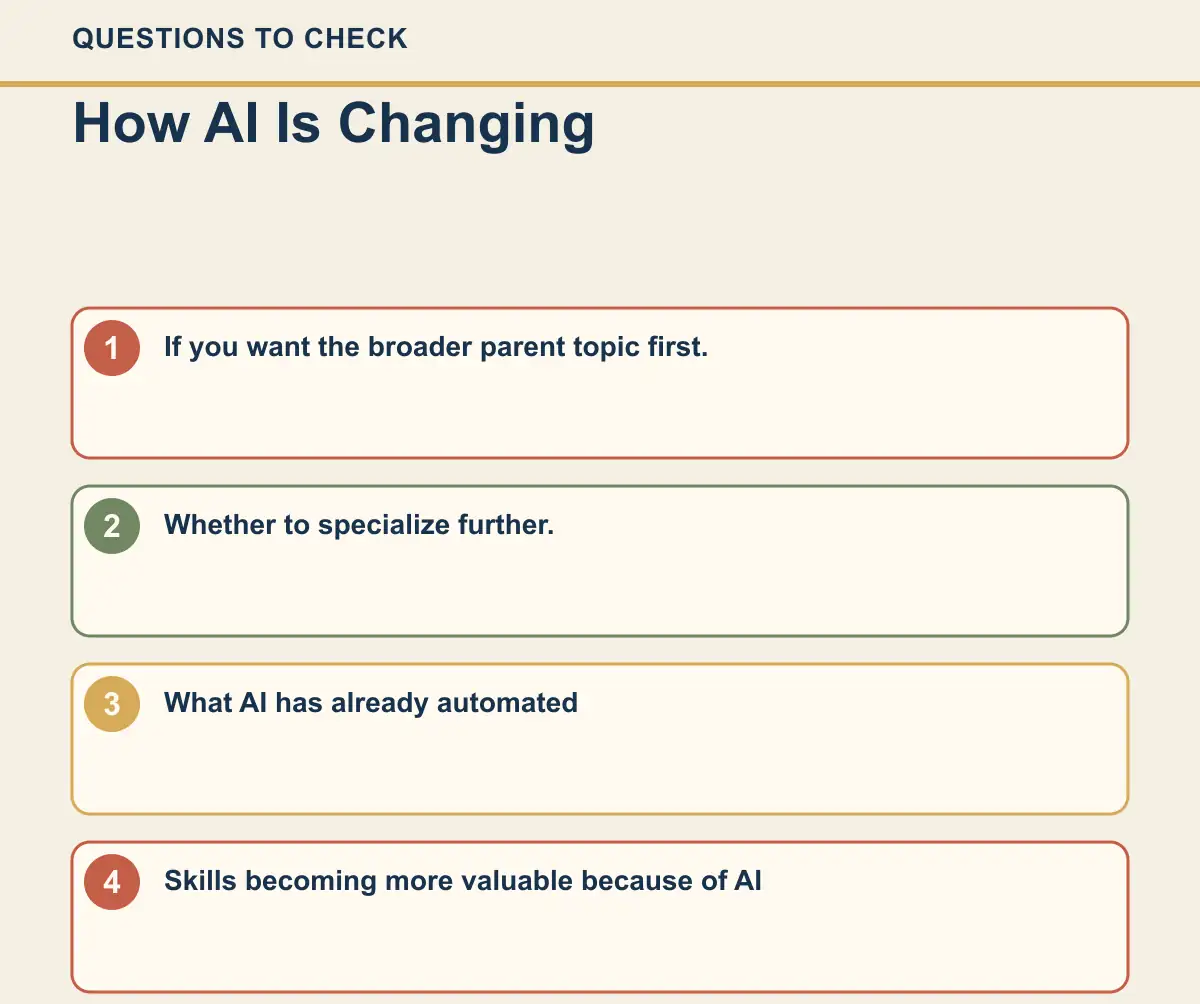 QUESTIONS TO CHECK
How AI Is Changing
1 If you want the broader parent topic first.
2 Whether to specialize further.
3 What AI has already automated
4 Skills becoming more valuable because of AI